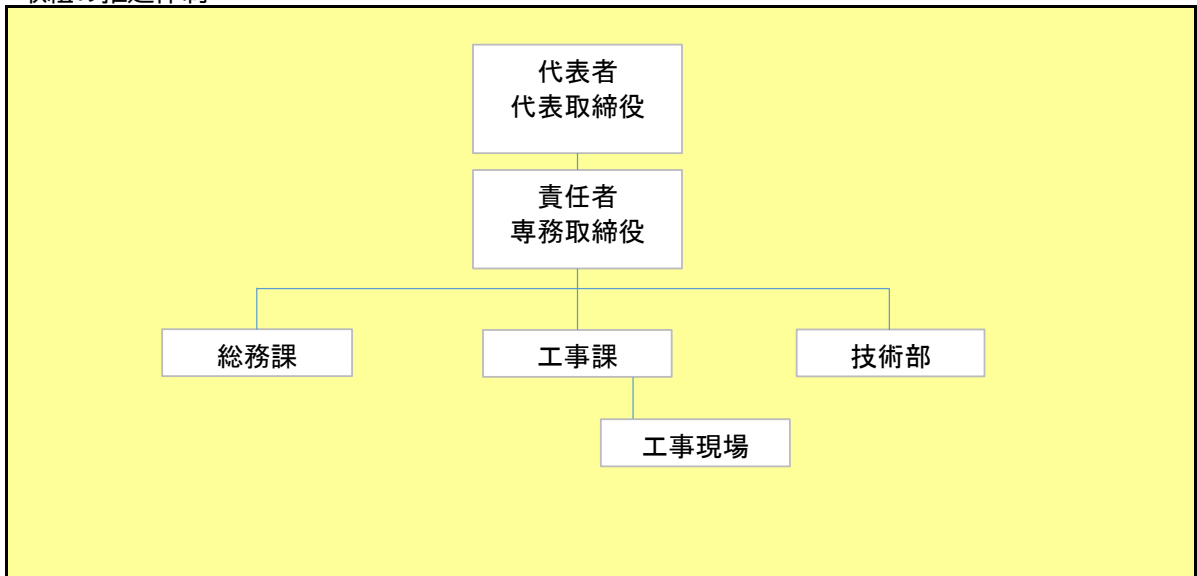 代表者
代表取締役
責任者
専務取締役
総務課
工事課
技術部
工事現場